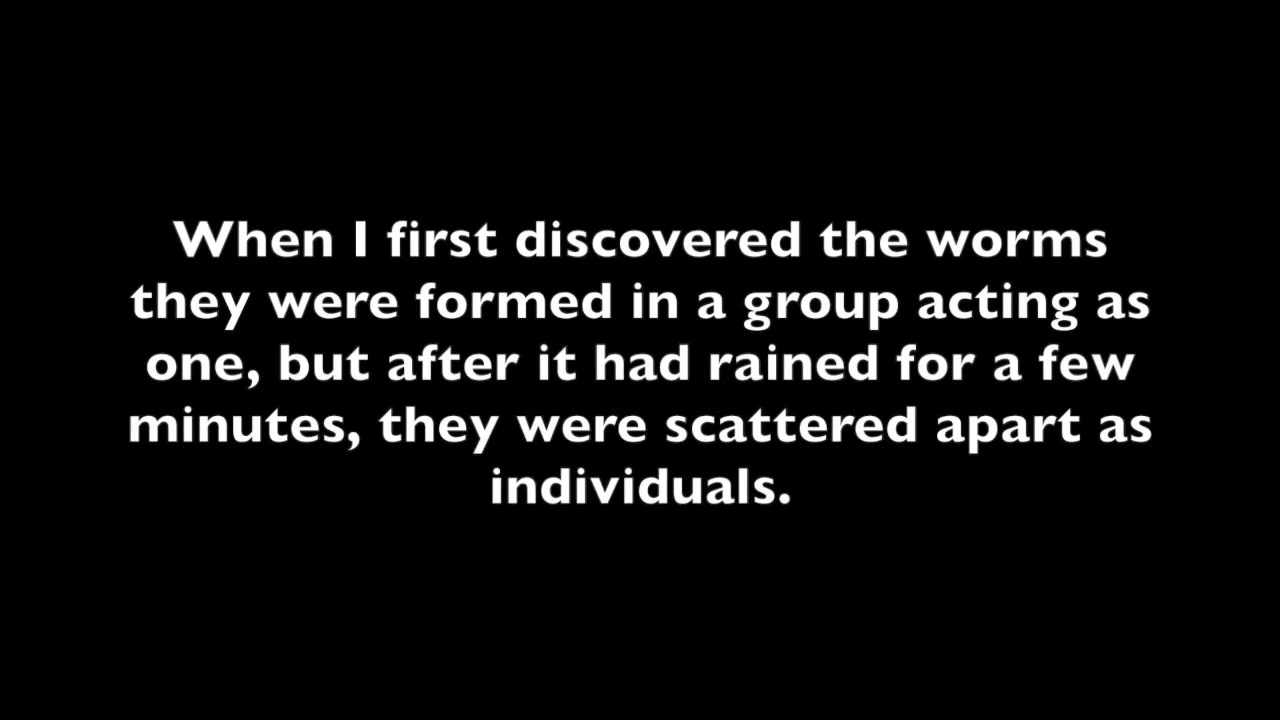 When I first discovered the worms
they were formed in a group acting as
one, but after it had rained for a few
minutes, they were scattered apart as
individuals.